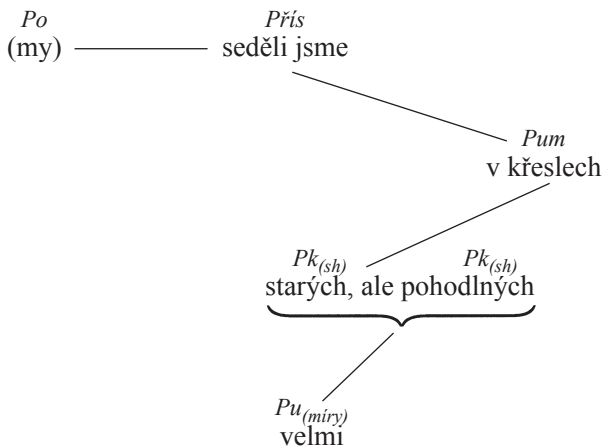 Po Přís
(my) seděli jsme
Pum
v křeslech
Pk(sh) Pk(sh)
starých, ale pohodlných
Pu(míry)
velmi